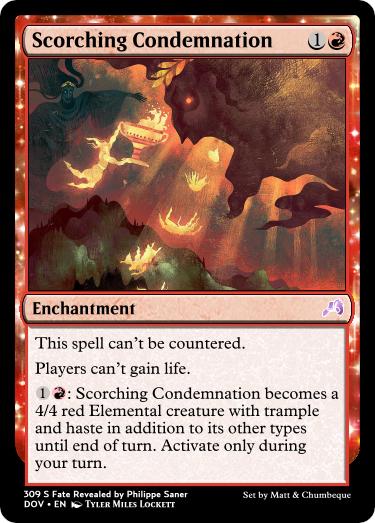 Scorching Condemnation 1
Enchantment
This spell can't be countered.
Players can't gain life.
1 : Scorching Condemnation becomes a
4/4 red Elemental creature with trample
and haste in addition to its other types
until end of turn. Activate only during
your turn.
309 S Fate Revealed by Philippe Saner
DOV • EN Tyler Miles Lockett
Set by Matt & Chumbeque